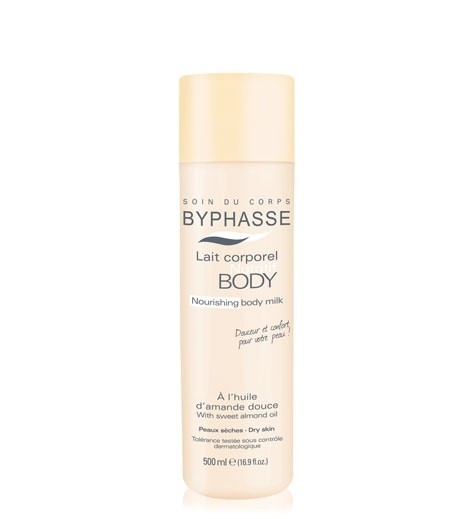 SOIN DU CORPS
BYPHASSE
Lait corporel
BODY
Nourishing body milk
Douceur et confort
pour votre peau !
À l'huile
d'amande douce
With sweet almond oil
Peaux sèches - Dry skin
Tolérance testée sous contrôle
dermatologique
500 ml ℮ (16.9 fl.oz.)